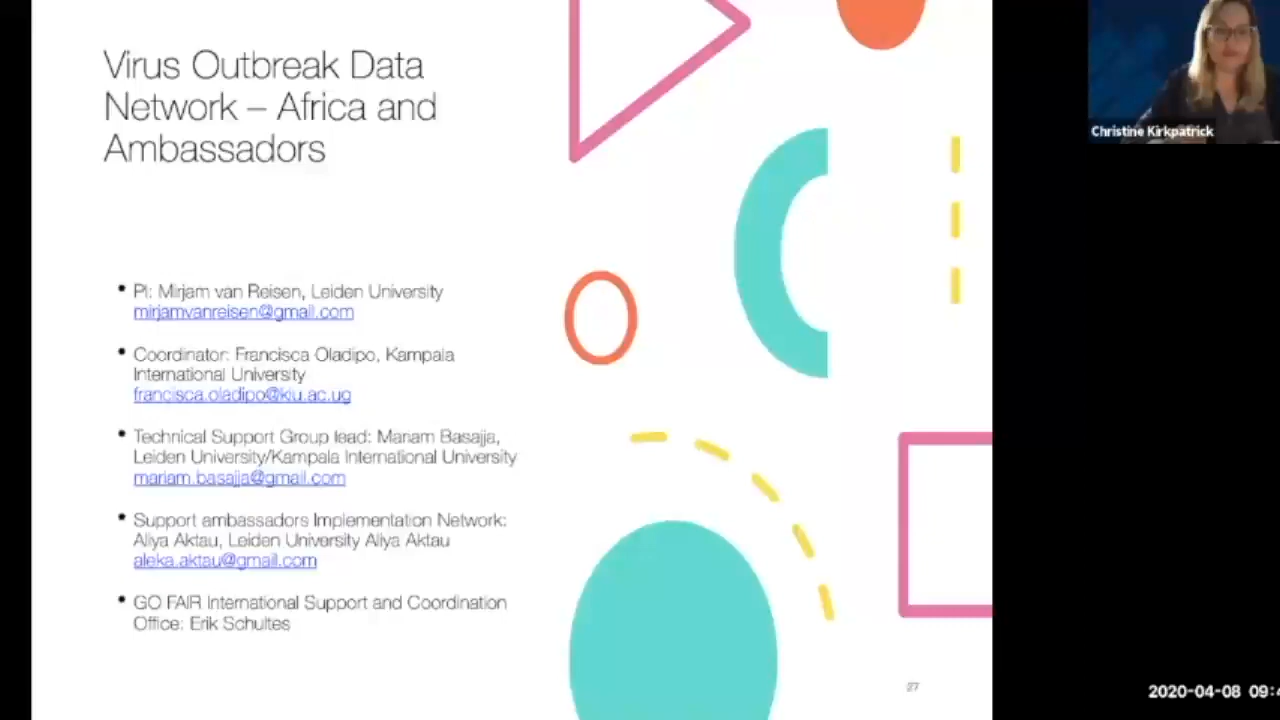 Virus Outbreak Data
Network – Africa and
Ambassadors
• PI: Mirjam van Reisen, Leiden University
mirjamvanreisen@gmail.com
• Coordinator: Francisca Oladipo, Kampala
International University
francisca.oladipo@kiu.ac.ug
• Technical Support Group lead: Mariam Basajja,
Leiden University/Kampala International University
mariam.basajja@gmail.com
• Support ambassadors Implementation Network:
Aliya Aktau, Leiden University Aliya Aktau
aleka.aktau@gmail.com
• GO FAIR International Support and Coordination
Office: Erik Schultes
27
Christine Kirkpatrick
2020-04-08 09:4